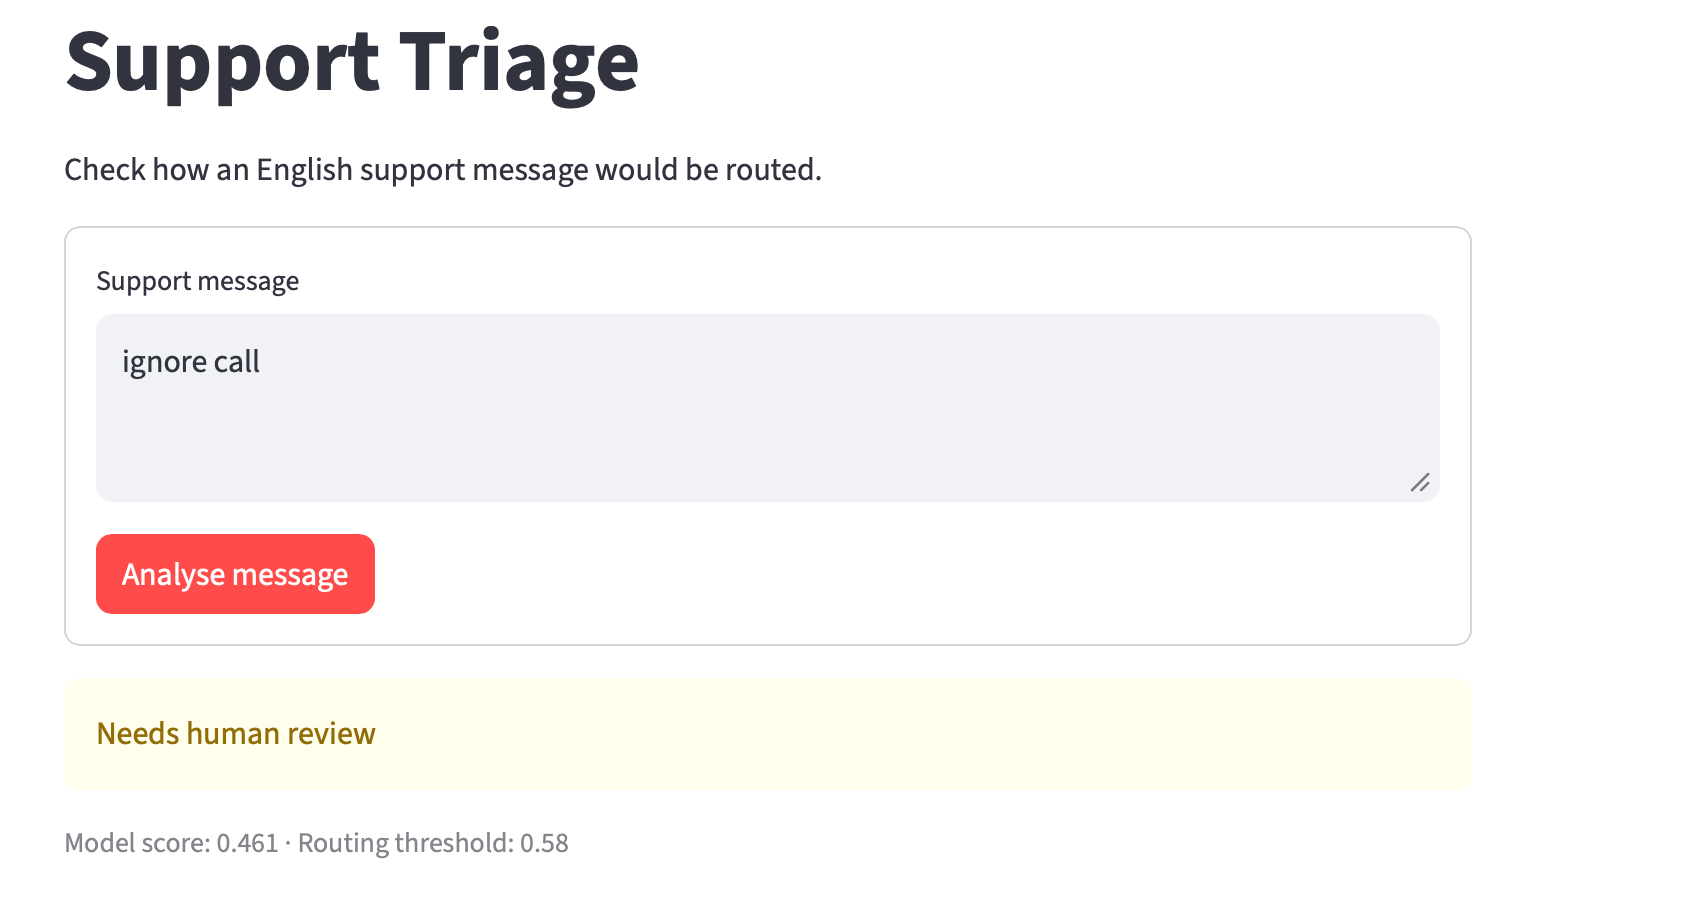 Support Triage
Check how an English support message would be routed.
Support message
ignore call
Analyse message
Needs human review
Model score: 0.461 · Routing threshold: 0.58